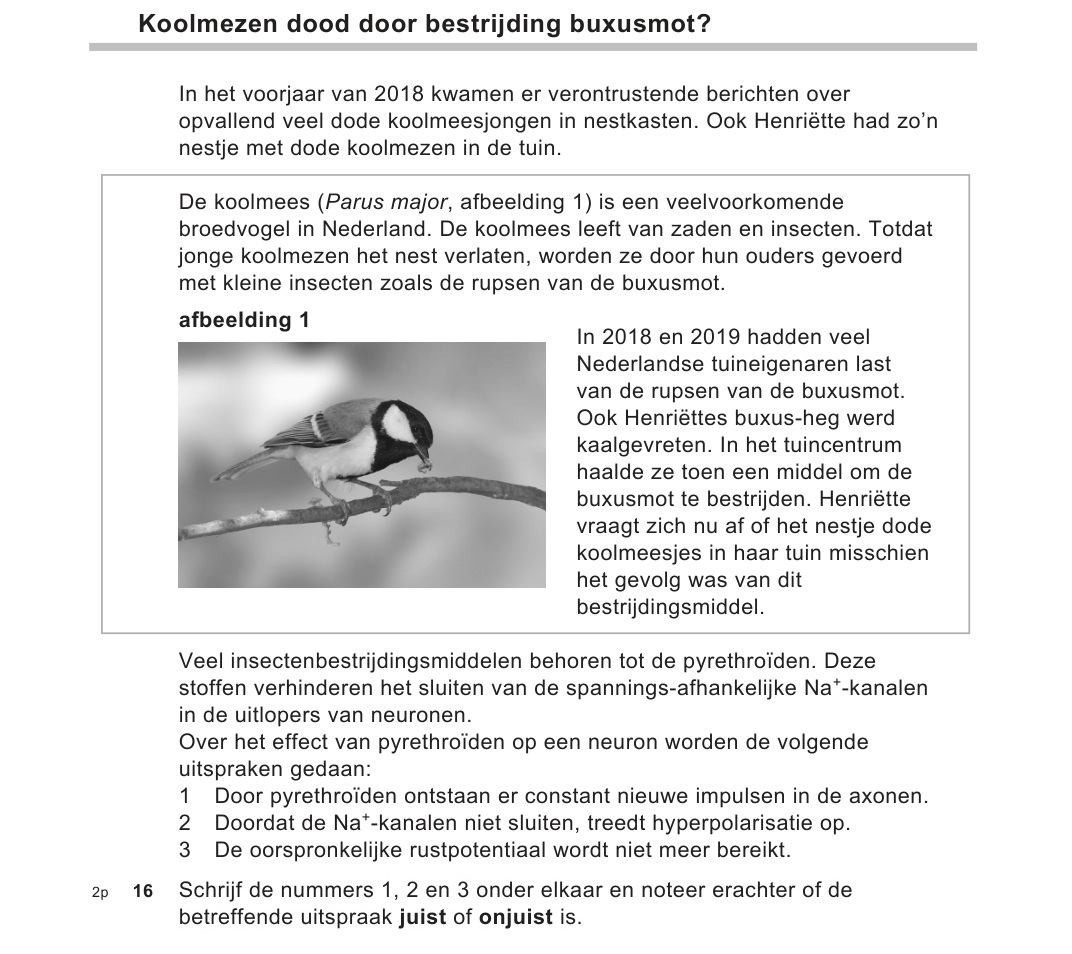 Koolmezen dood door bestrijding buxusmot?
In het voorjaar van 2018 kwamen er verontrustende berichten over
opvallend veel dode koolmeesjongen in nestkasten. Ook Henriëtte had zo’n
nestje met dode koolmezen in de tuin.
De koolmees (Parus major, afbeelding 1) is een veelvoorkomende
broedvogel in Nederland. De koolmees leeft van zaden en insecten. Totdat
jonge koolmezen het nest verlaten, worden ze door hun ouders gevoerd
met kleine insecten zoals de rupsen van de buxusmot.
afbeelding 1
In 2018 en 2019 hadden veel
Nederlandse tuineigenaren last
van de rupsen van de buxusmot.
Ook Henriëttes buxus-heg werd
kaalgevreten. In het tuincentrum
haalde ze toen een middel om de
buxusmot te bestrijden. Henriëtte
vraagt zich nu af of het nestje dode
koolmeesjes in haar tuin misschien
het gevolg was van dit
bestrijdingsmiddel.
Veel insectenbestrijdingsmiddelen behoren tot de pyrethroïden. Deze
stoffen verhinderen het sluiten van de spannings-afhankelijke Na⁺-kanalen
in de uitlopers van neuronen.
Over het effect van pyrethroïden op een neuron worden de volgende
uitspraken gedaan:
1 Door pyrethroïden ontstaan er constant nieuwe impulsen in de axonen.
2 Doordat de Na⁺-kanalen niet sluiten, treedt hyperpolarisatie op.
3 De oorspronkelijke rustpotentiaal wordt niet meer bereikt.
2p 16 Schrijf de nummers 1, 2 en 3 onder elkaar en noteer erachter of de
betreffende uitspraak juist of onjuist is.